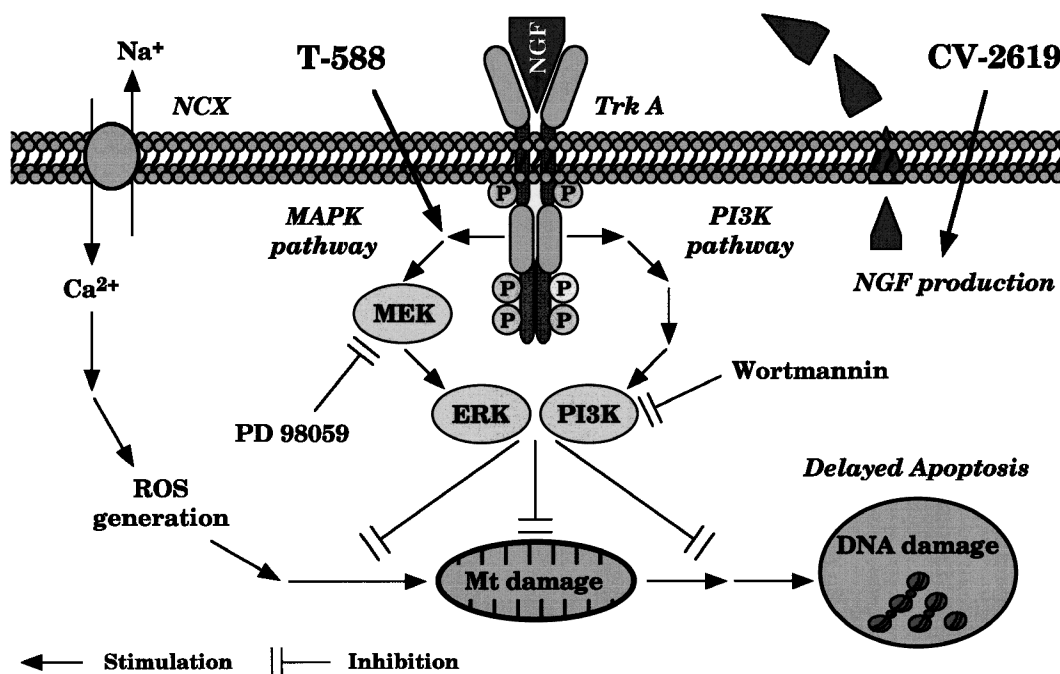 Na⁺
NCX
T-588
NGF
Trk A
CV-2619
P
P
MAPK
pathway
PI3K
pathway
Ca²⁺
NGF production
MEK
P
P
P
P
Wortmannin
PD 98059
ERK
PI3K
ROS
generation
Delayed Apoptosis
DNA damage
Mt damage
Stimulation
Inhibition